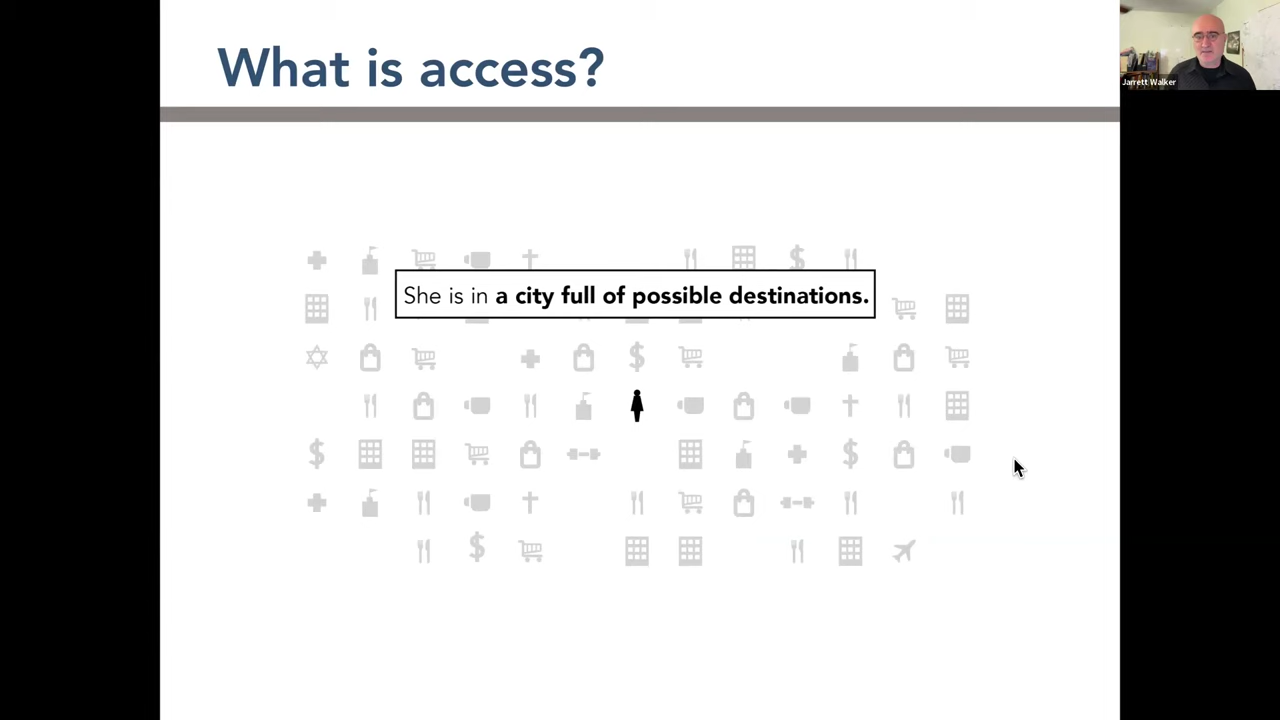 What is access?
Jarrett Walker
She is in a city full of possible destinations.